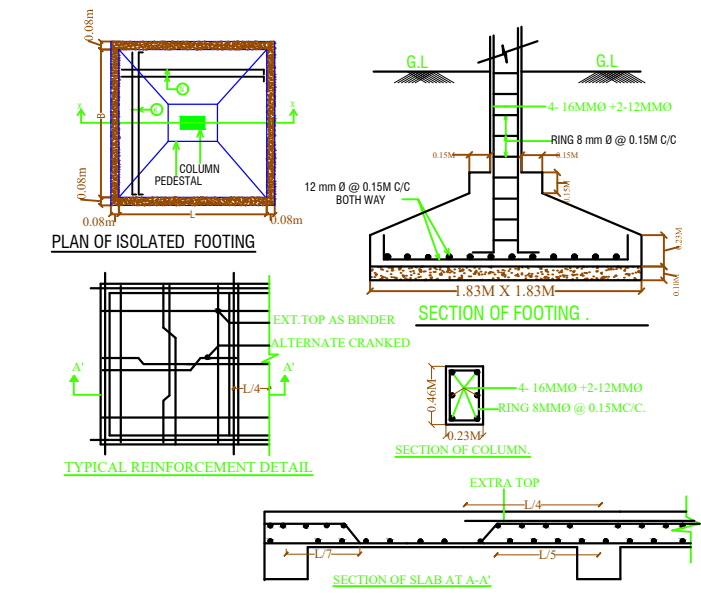 0.08m
X
X
B
COLUMN
PEDESTAL
0.08m
0.08m
L
0.08m
PLAN OF ISOLATED FOOTING
G.L
G.L
4- 16MMØ +2-12MMØ
RING 8 mm Ø @ 0.15M C/C
0.15M
0.15M
0.15M
12 mm Ø @ 0.15M C/C
BOTH WAY
0.23M
1.83M X 1.83M
SECTION OF FOOTING .
EXT.TOP AS BINDER
ALTERNATE CRANKED
A'
A'
L/4
TYPICAL REINFORCEMENT DETAIL
0.46M
4- 16MMØ +2-12MMØ
RING 8MMØ @ 0.15MC/C.
0.23M
SECTION OF COLUMN.
EXTRA TOP
L/4
L/7
L/5
SECTION OF SLAB AT A-A'